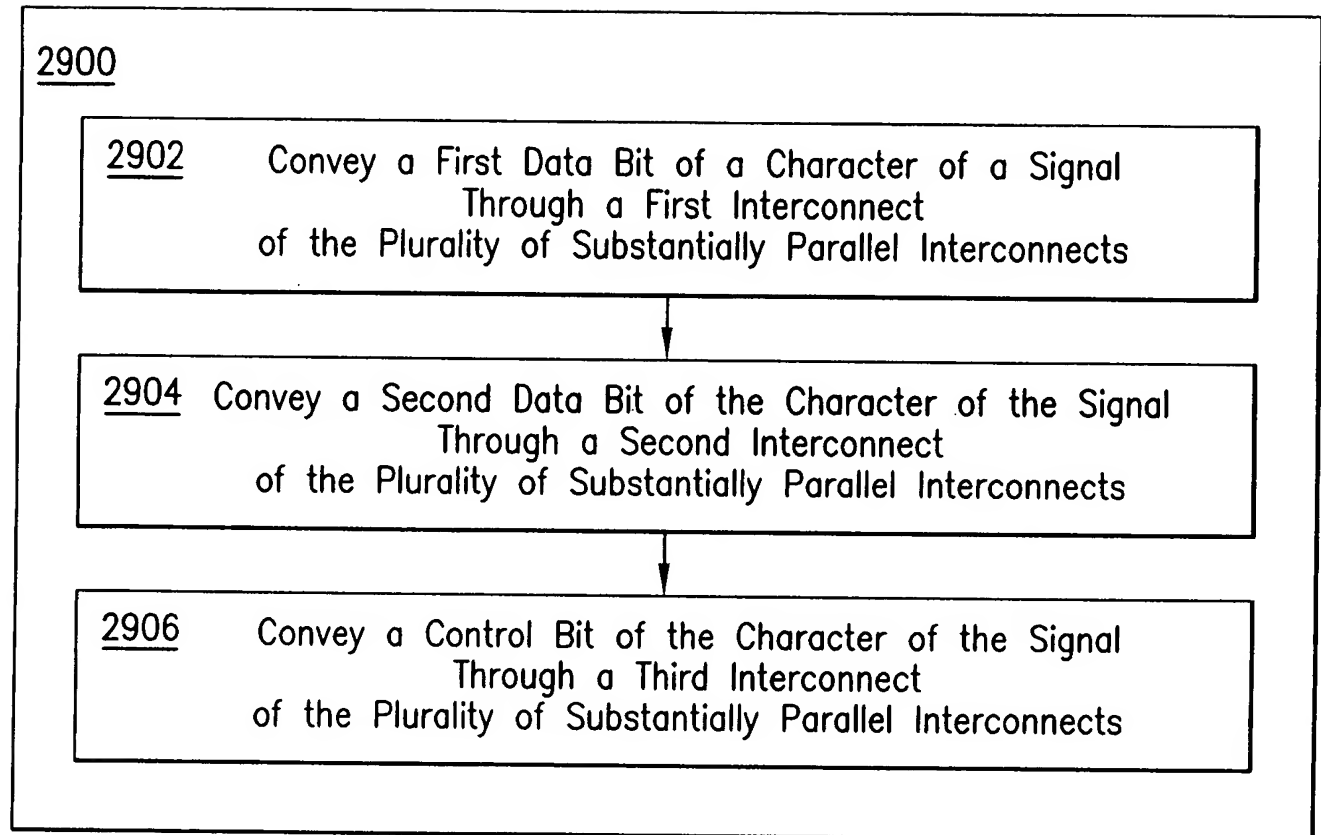 2900
2902 Convey a First Data Bit of a Character of a Signal
Through a First Interconnect
of the Plurality of Substantially Parallel Interconnects
2904 Convey a Second Data Bit of the Character of the Signal
Through a Second Interconnect
of the Plurality of Substantially Parallel Interconnects
2906 Convey a Control Bit of the Character of the Signal
Through a Third Interconnect
of the Plurality of Substantially Parallel Interconnects